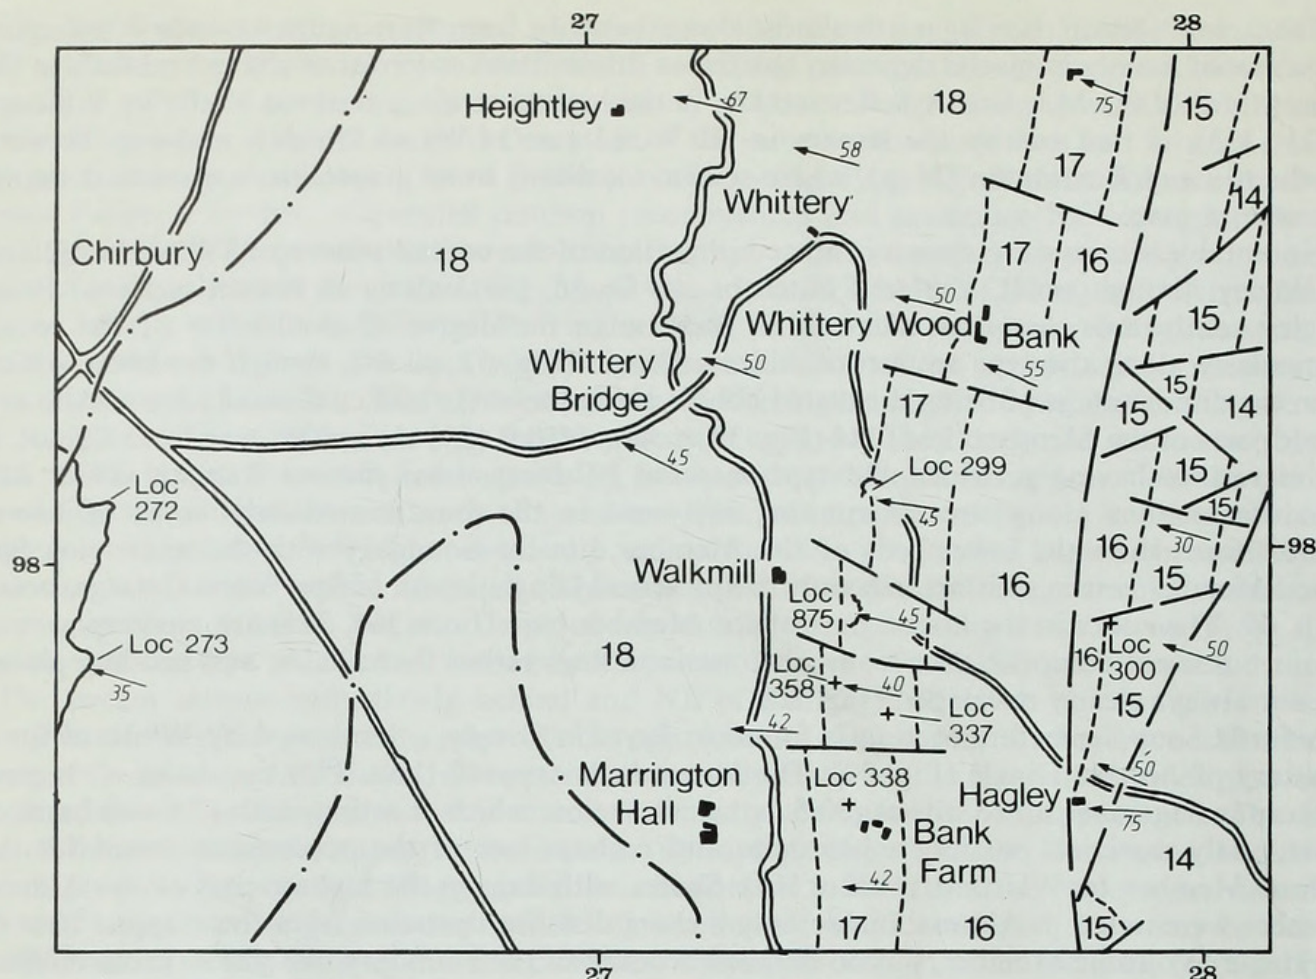 27
28
Heightley
67
18
75
15
58
17
Whittery
14
Chirbury
18
17
16
15
50
Whittery Wood
Bank
Whittery
Bridge
50
55
15
17
15
14
45
Loc 299
15
Loc
272
45
15
98
16
30
98
Walkmill
16
15
Loc
875
45
Loc 273
18
Loc
358
40
16
Loc
300
50
35
15
42
Loc
337
Marrington
Hall
Loc 338
50
Hagley
75
Bank
Farm
14
42
17
16
15
27
28